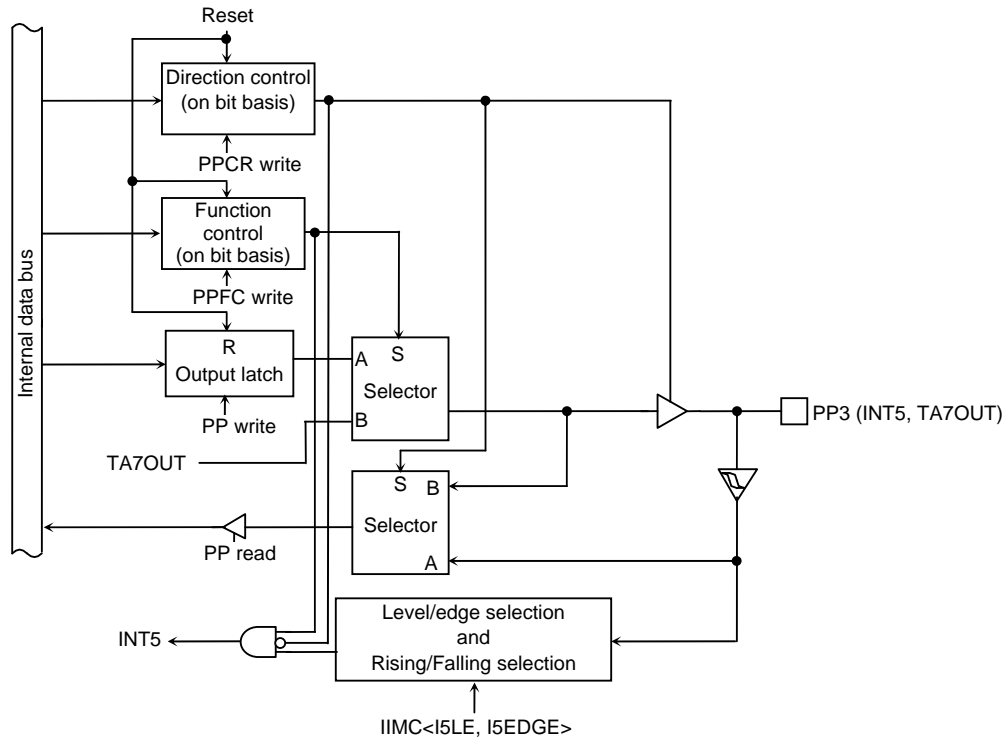 Reset
Direction control
(on bit basis)
PPCR write
Function
control
(on bit basis)
PPFC write
Internal data bus
R
Output latch
PP write
A
S
Selector
B
TA7OUT
PP3 (INT5, TA7OUT)
S
B
Selector
A
PP read
Level/edge selection
and
Rising/Falling selection
INT5
IIMC<I5LE, I5EDGE>